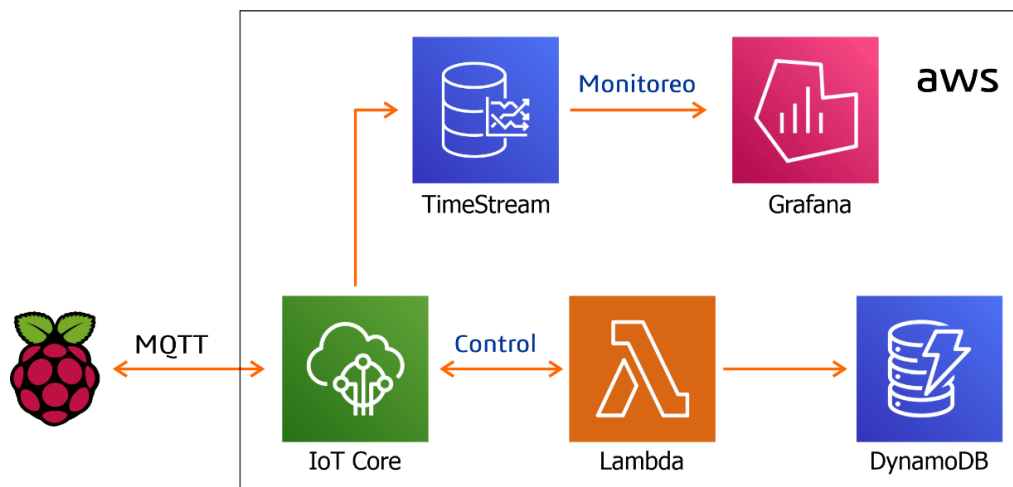 Monitoreo
aws
TimeStream
Grafana
MQTT
Control
IoT Core
Lambda
DynamoDB